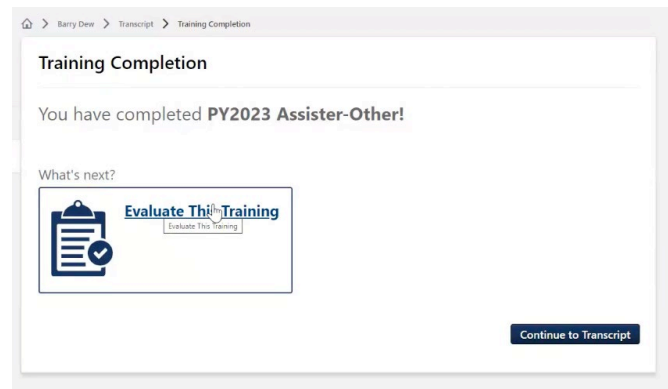 Barry Dew > Transcript > Training Completion
Training Completion
You have completed PY2023 Assister-Other!
What's next?
Evaluate This Training
Evaluate This Training
Continue to Transcript